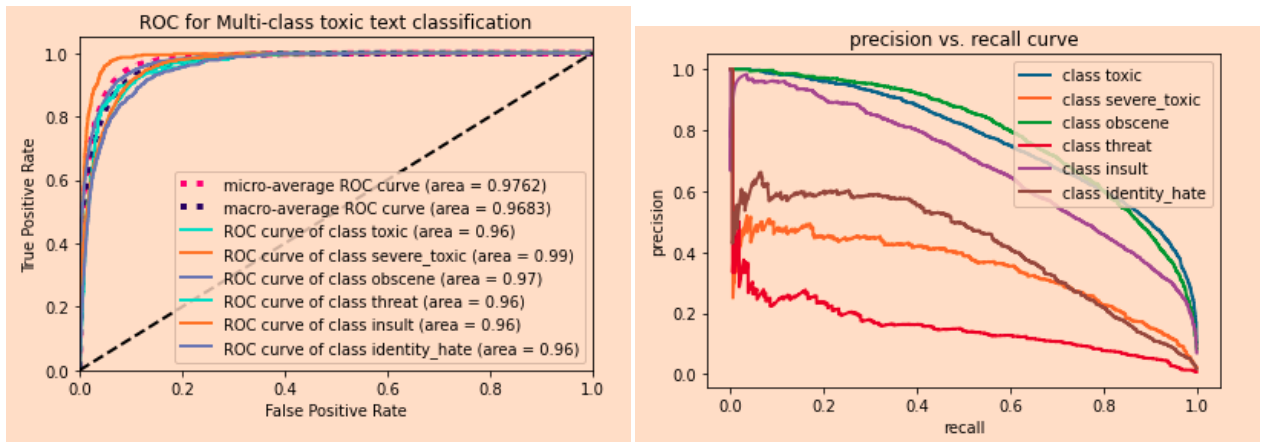 ROC for Multi-class toxic text classification
1.0
0.8
0.6
0.4
0.2
0.0
True Positive Rate
micro-average ROC curve (area = 0.9762)
macro-average ROC curve (area = 0.9683)
ROC curve of class toxic (area = 0.96)
ROC curve of class severe_toxic (area = 0.99)
ROC curve of class obscene (area = 0.97)
ROC curve of class threat (area = 0.96)
ROC curve of class insult (area = 0.96)
ROC curve of class identity_hate (area = 0.96)
0.0 0.2 0.4 0.6 0.8 1.0
False Positive Rate
precision vs. recall curve
1.0
0.8
0.6
0.4
0.2
0.0
precision
class toxic
class severe_toxic
class obscene
class threat
class insult
class identity_hate
0.0 0.2 0.4 0.6 0.8 1.0
recall